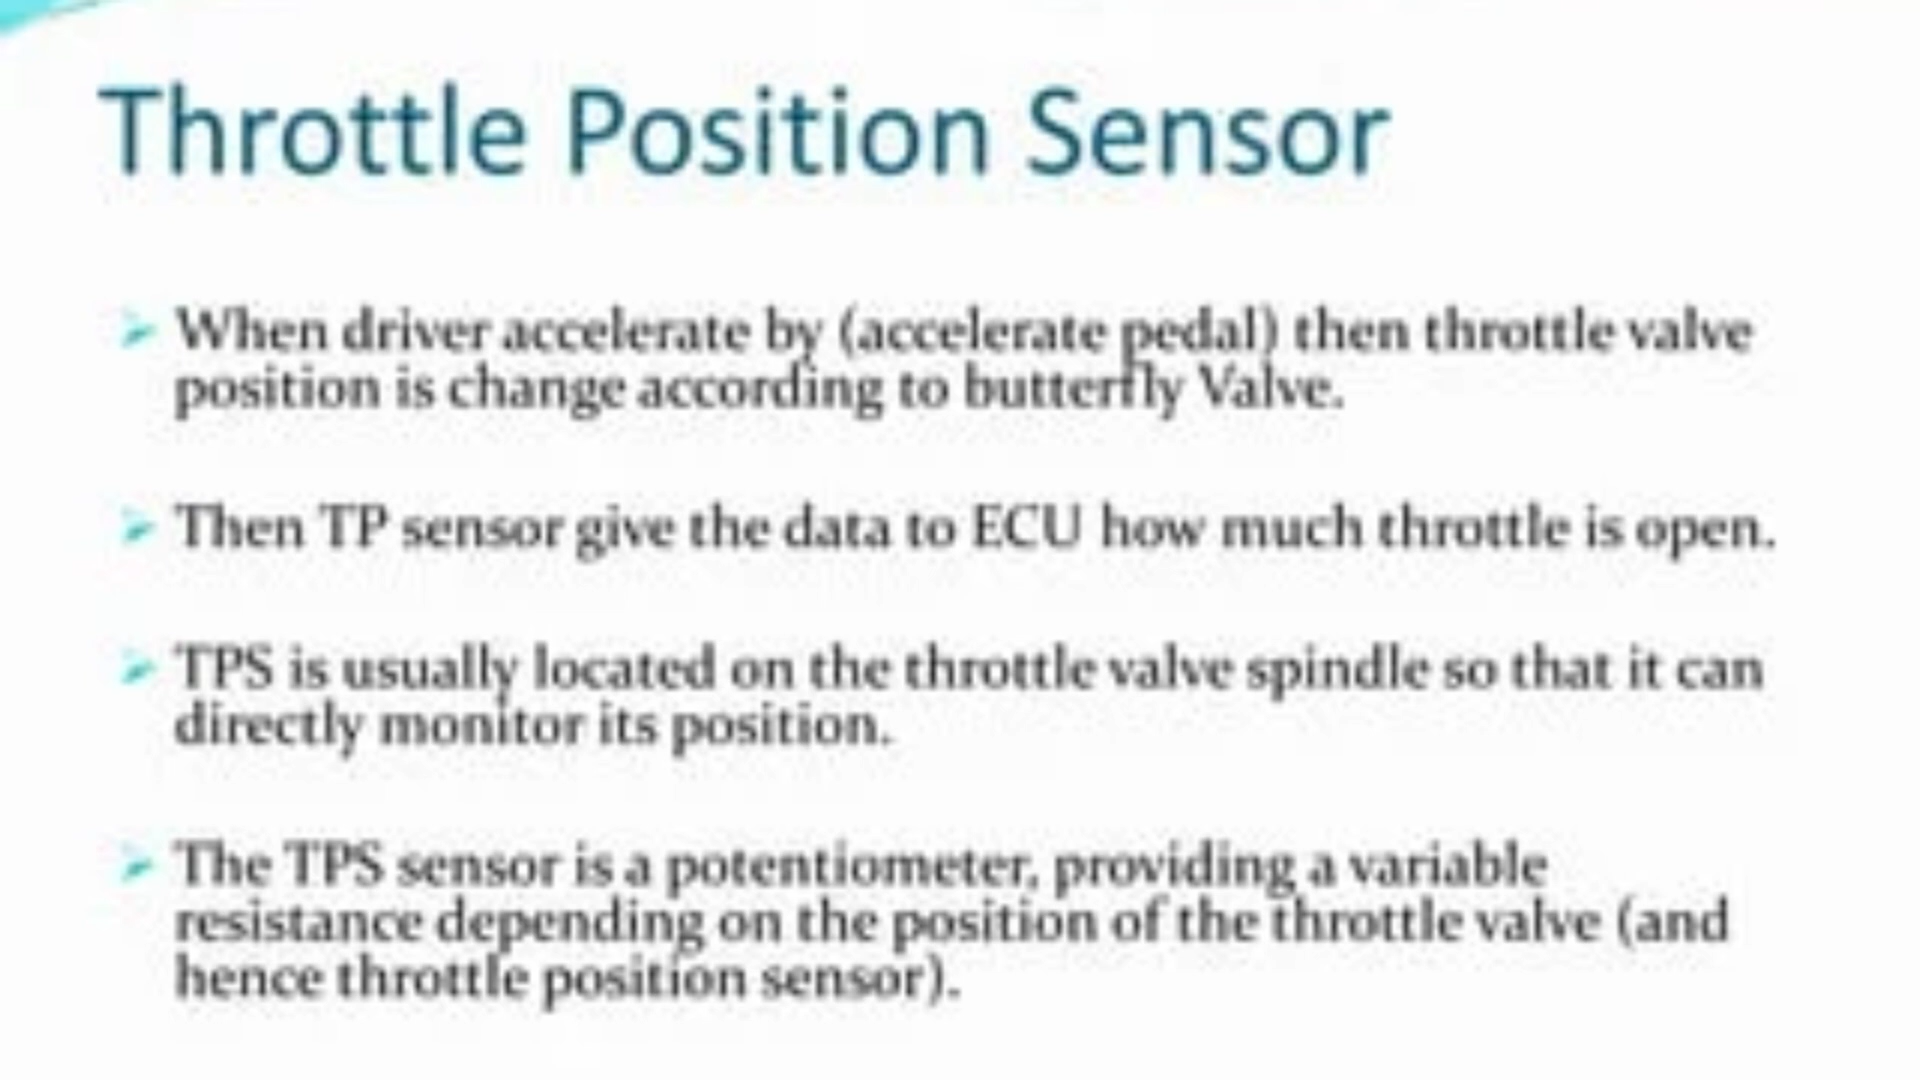 Throttle Position Sensor
When driver accelerate by (accelerate pedal) then throttle valve
position is change according to butterfly Valve.
Then TP sensor give the data to ECU how much throttle is open.
TPS is usually located on the throttle valve spindle so that it can
directly monitor its position.
The TPS sensor is a potentiometer, providing a variable
resistance depending on the position of the throttle valve (and
hence throttle position sensor).